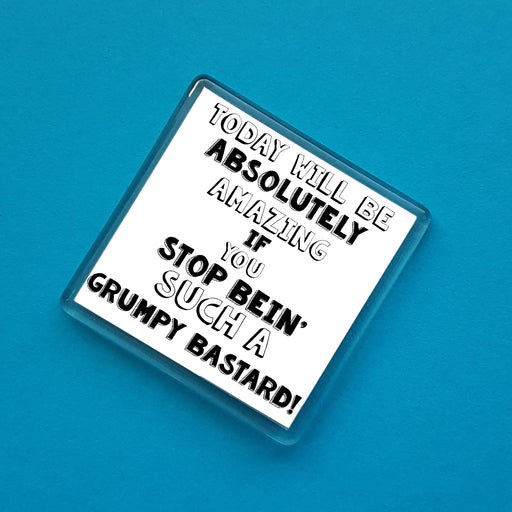 TODAY WILL BE
ABSOLUTELY
AMAZING
IF
YOU
STOP BEIN'
SUCH A
GRUMPY BASTARD!